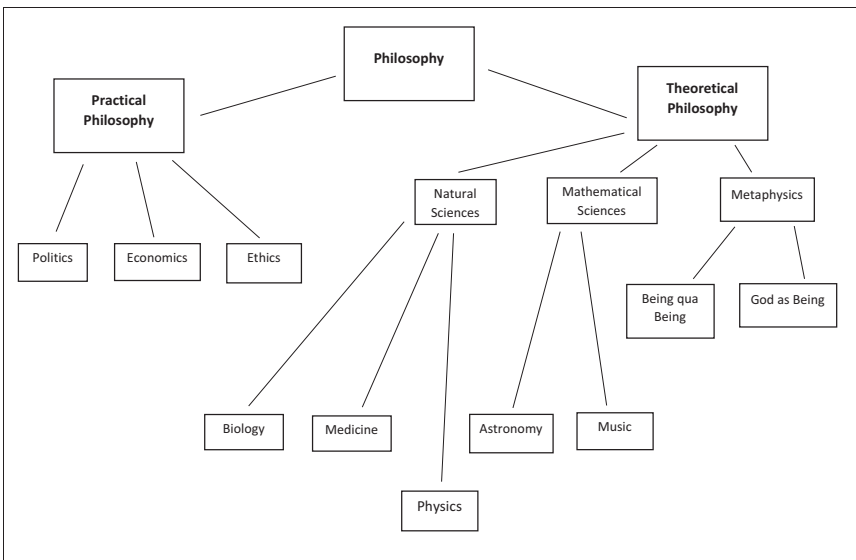 Philosophy
Practical
Philosophy
Theoretical
Philosophy
Natural
Sciences
Mathematical
Sciences
Metaphysics
Politics
Economics
Ethics
Being qua
Being
God as Being
Biology
Medicine
Astronomy
Music
Physics